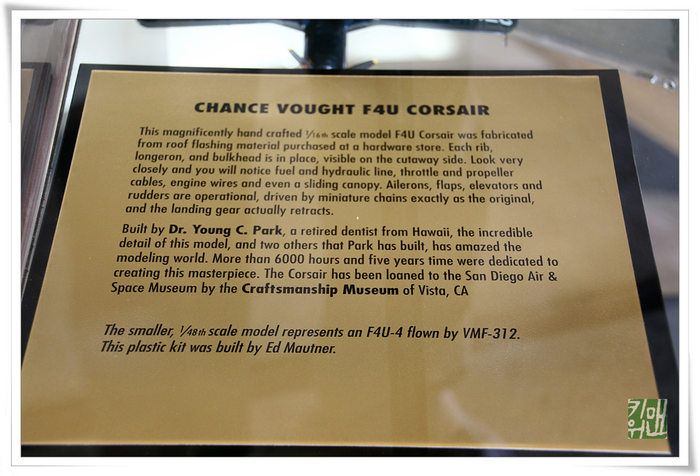 CHANCE VOUGHT F4U CORSAIR
This magnificently hand crafted 1/16th scale model F4U Corsair was fabricated
from roof flashing material purchased at a hardware store. Each rib,
longeron, and bulkhead is in place, visible on the cutaway side. Look very
closely and you will notice fuel and hydraulic line, throttle and propeller
cables, engine wires and even a sliding canopy. Ailerons, flaps, elevators and
rudders are operational, driven by miniature chains exactly as the original,
and the landing gear actually retracts.
Built by Dr. Young C. Park, a retired dentist from Hawaii, the incredible
detail of this model, and two others that Park has built, has amazed the
modeling world. More than 6000 hours and five years time were dedicated to
creating this masterpiece. The Corsair has been loaned to the San Diego Air &
Space Museum by the Craftsmanship Museum of Vista, CA
The smaller, 1/48th scale model represents an F4U-4 flown by VMF-312.
This plastic kit was built by Ed Mautner.